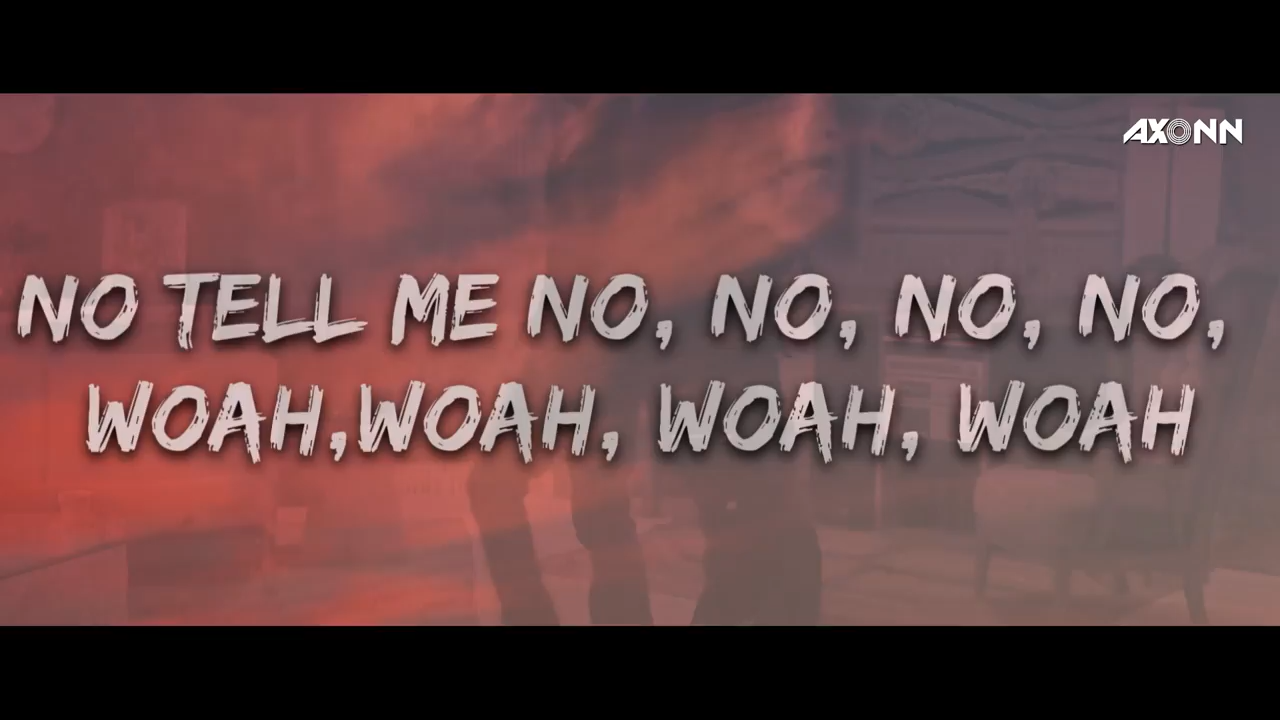 AXONN
NO TELL ME NO, NO, NO, NO,
WOAH,WOAH, WOAH, WOAH